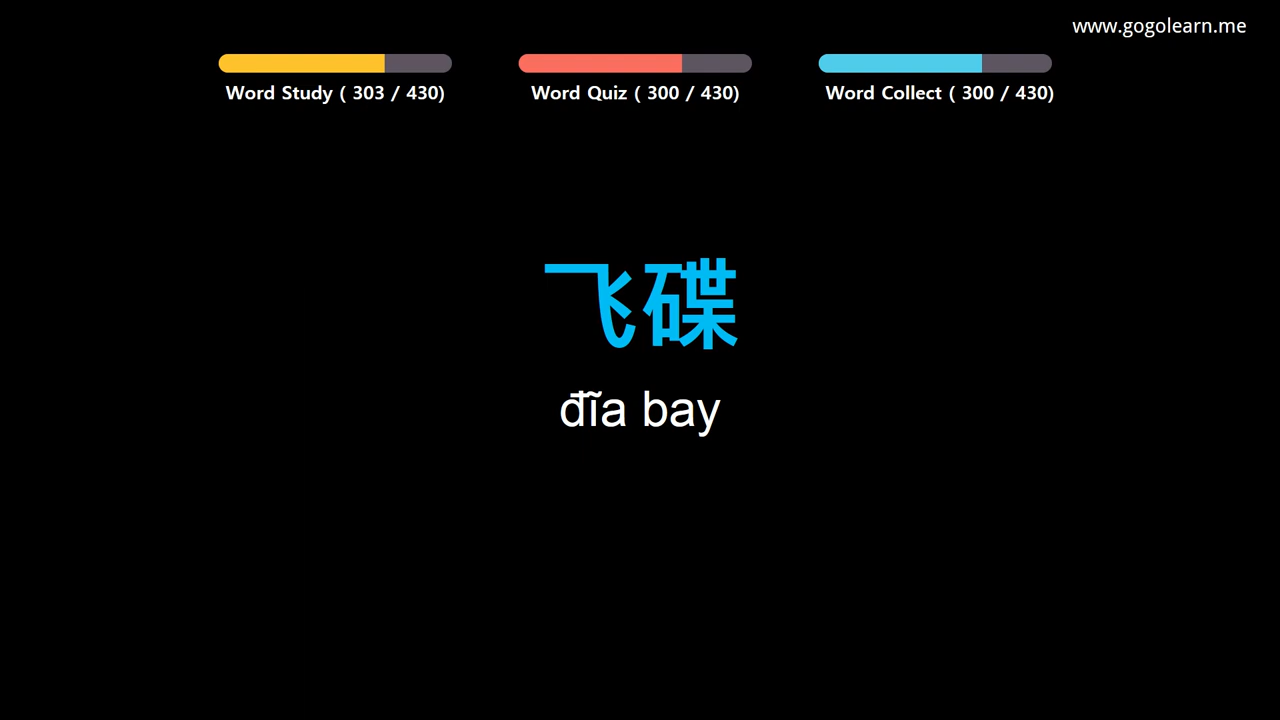 www.gogolearn.me
Word Study ( 303 / 430)
Word Quiz ( 300 / 430)
Word Collect ( 300 / 430)
飞碟
đĩa bay